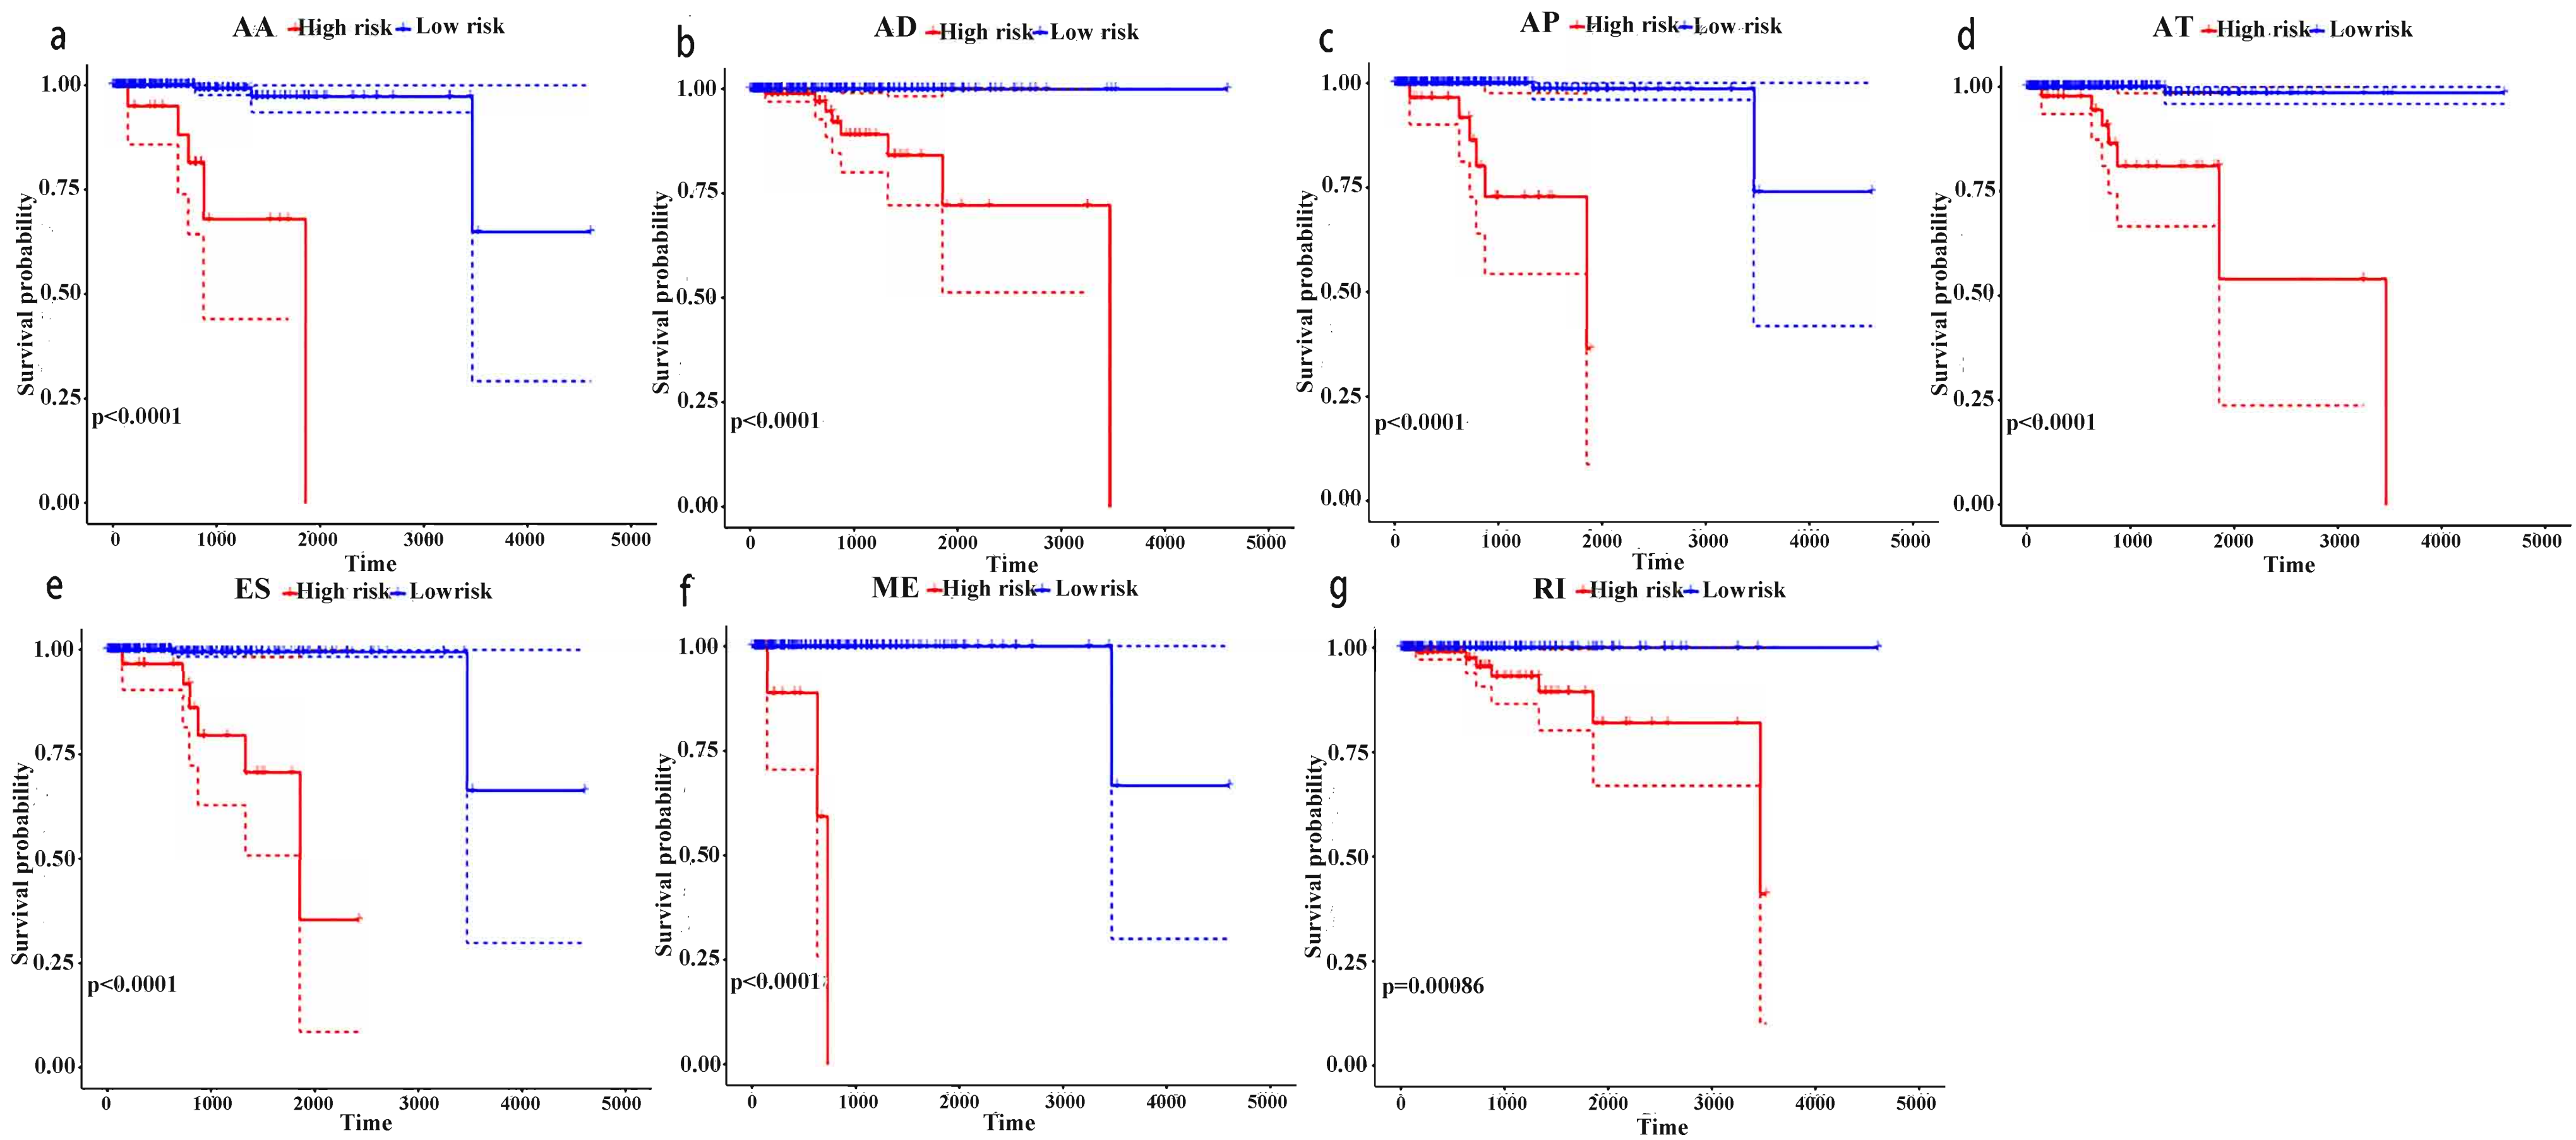 a AA High risk Low risk
Survival probability
1.00
0.75
0.50
0.25
0.00
p<0.0001
0 1000 2000 3000 4000 5000
Time
b AD High risk Low risk
Survival probability
1.00
0.75
0.50
0.25
0.00
p<0.0001
0 1000 2000 3000 4000 5000
Time
c AP High risk Low risk
Survival probability
1.00
0.75
0.50
0.25
0.00
p<0.0001
0 1000 2000 3000 4000 5000
Time
d AT High risk Lowrisk
Survival probability
1.00
0.75
0.50
0.25
0.00
p<0.0001
0 1000 2000 3000 4000 5000
Time
e ES High risk Lowrisk
Survival probability
1.00
0.75
0.50
0.25
0.00
p<0.0001
0 1000 2000 3000 4000 5000
Time
f ME High risk Lowrisk
Survival probability
1.00
0.75
0.50
0.25
0.00
p<0.0001
0 1000 2000 3000 4000 5000
Time
g RI High risk Lowrisk
Survival probability
1.00
0.75
0.50
0.25
0.00
p=0.00086
0 1000 2000 3000 4000 5000
Time